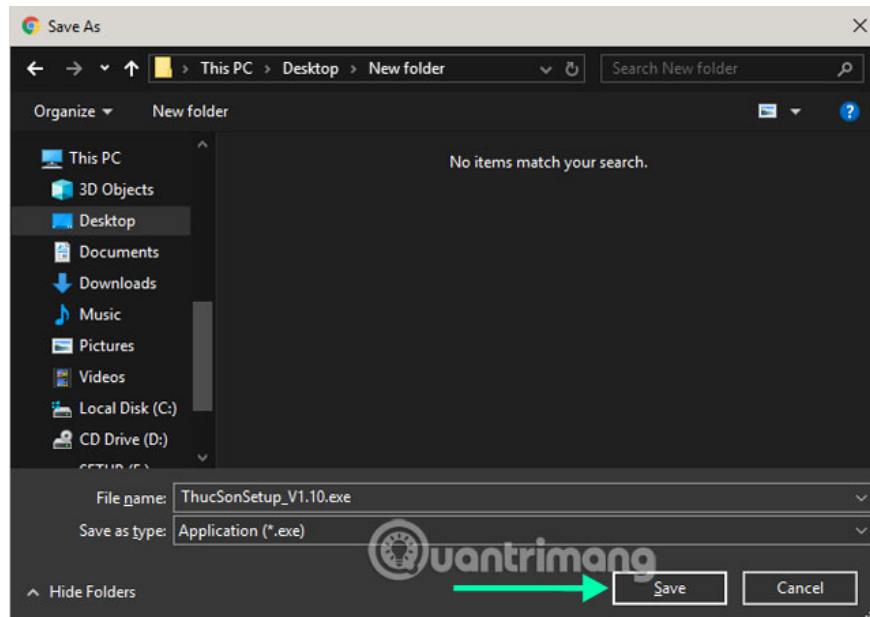 Save As
This PC > Desktop > New folder
Search New folder
Organize New folder
This PC
3D Objects
Desktop
Documents
Downloads
Music
Pictures
Videos
Local Disk (C:)
CD Drive (D:)
No items match your search.
File name: ThucSonSetup_V1.10.exe
Save as type: Application (*.exe)
Quantrimang
Hide Folders
Save Cancel